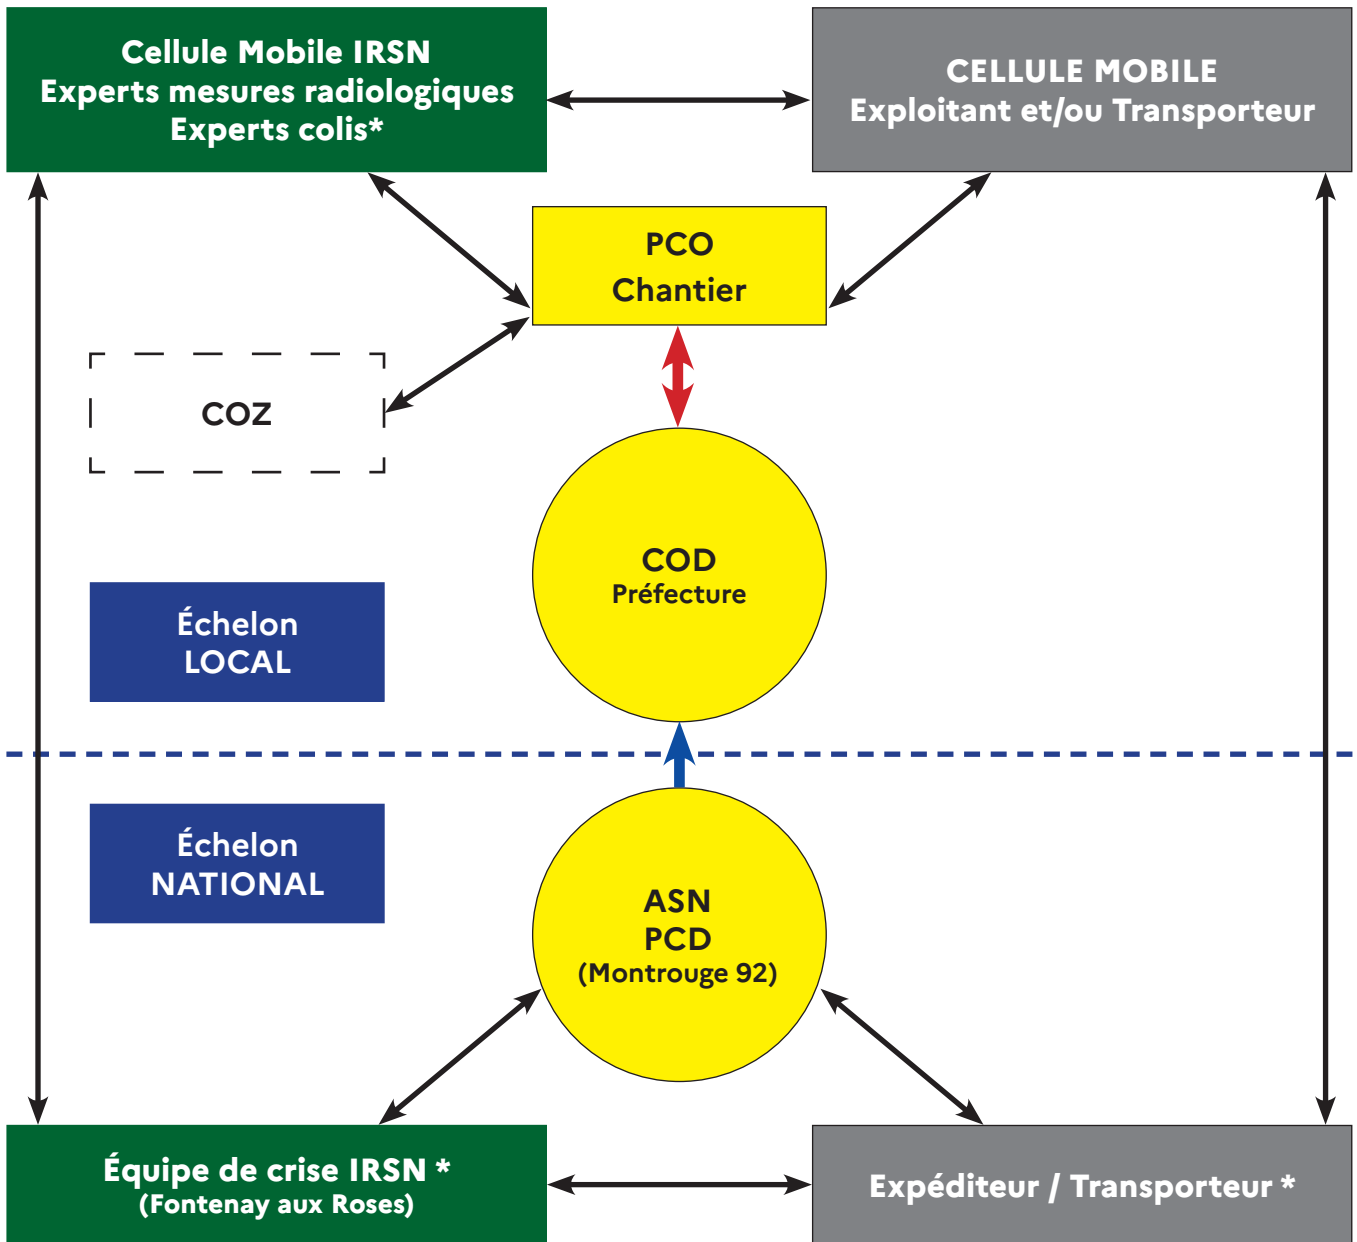 Cellule Mobile IRSN
Experts mesures radiologiques
Experts colis*
CELLULE MOBILE
Exploitant et/ou Transporteur
PCO
Chantier
COZ
COD
Préfecture
Échelon
LOCAL
Échelon
NATIONAL
ASN
PCD
(Montrouge 92)
Équipe de crise IRSN *
(Fontenay aux Roses)
Expéditeur / Transporteur *